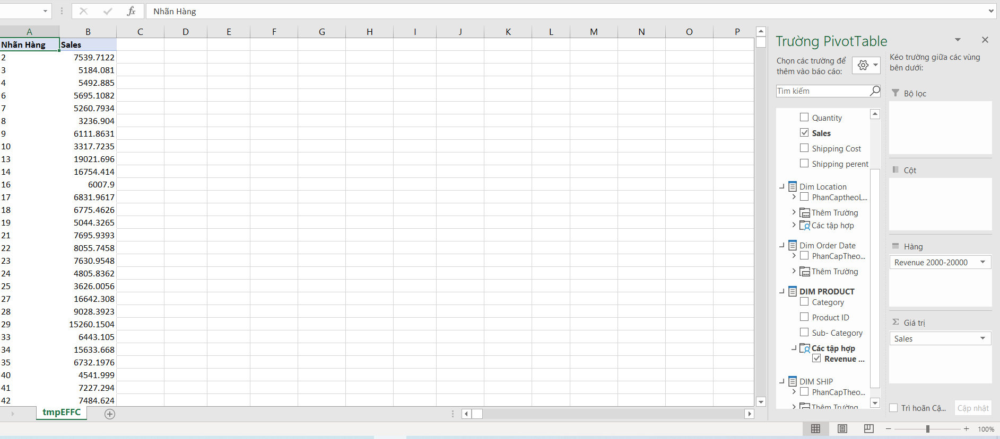 fx Nhãn Hàng
A B C D E F G H I J K L M N O P
Nhãn Hàng Sales
2 7539.7122
3 5184.081
4 5492.885
6 5695.1082
7 5260.7934
8 3236.904
9 6111.8631
10 3317.7235
13 19021.696
14 16754.414
16 6007.9
17 6831.9617
18 6775.4626
19 5044.3265
21 7695.9393
22 8055.7458
23 7630.9548
24 4805.8362
25 3626.0056
27 16642.308
28 9028.3923
29 15260.1504
33 6443.105
34 15633.668
35 6732.1976
40 4541.999
41 7227.294
42 7484.624
tmpEFFC
Trường PivotTable
Chọn các trường để
thêm vào báo cáo:
Tìm kiếm
Quantity
Sales
Shipping Cost
Shipping perent
Dim Location
PhanCaptheoL...
Thêm Trường
Các tập hợp
Dim Order Date
PhanCapTheo...
Thêm Trường
DIM PRODUCT
Category
Product ID
Sub- Category
Các tập hợp
Revenue ...
DIM SHIP
PhanCapTheo...
Thêm Trường
Kéo trường giữa các vùng
bên dưới:
Bộ lọc
Cột
Hàng
Revenue 2000-20000
Σ Giá trị
Sales
Trì hoãn Cậ...
Cập nhật
100%